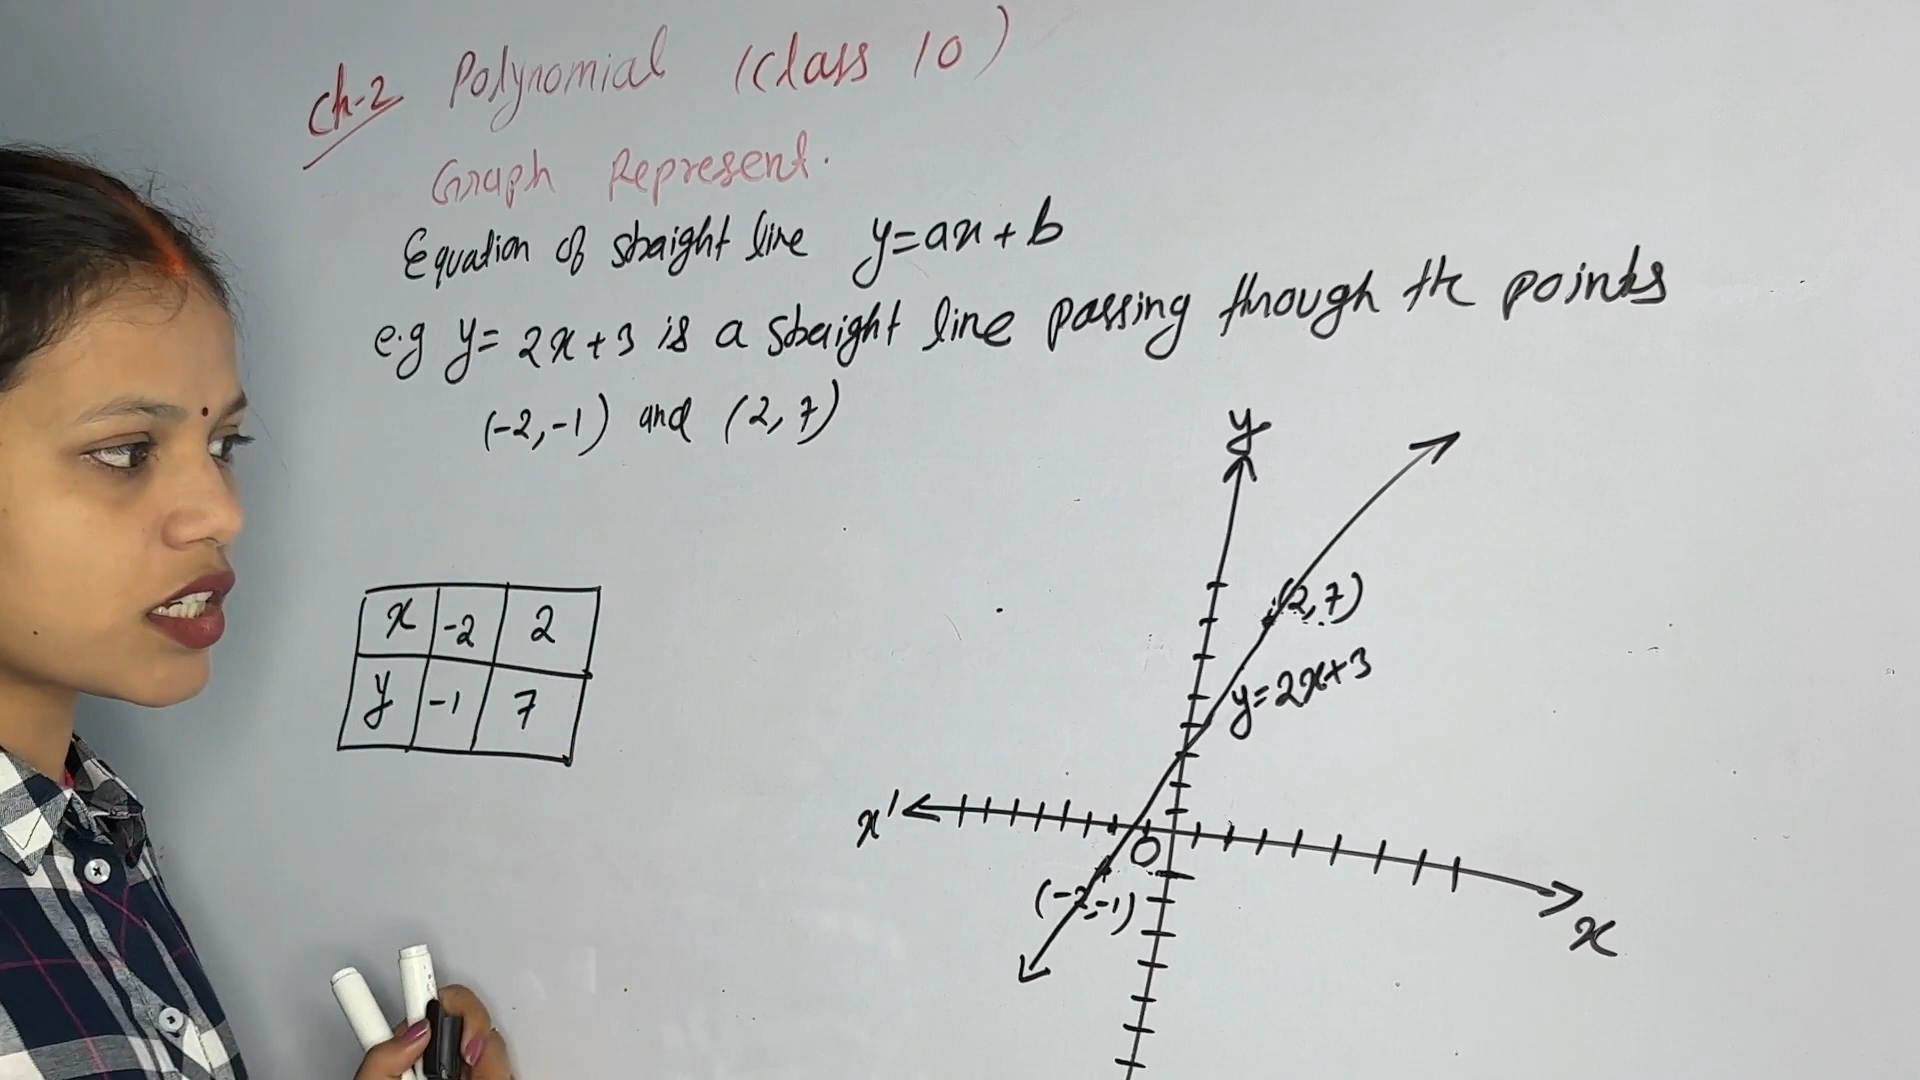 Ch-2 Polynomial (Class 10)
Graph Represent.
Equation of straight line y=ax+b
e.g y= 2x+3 is a straight line passing through the points
(-2,-1) and (2,7)
y
(2,7)
x -2 2
y=2x+3
y -1 7
x'
O
(-2,-1)
x